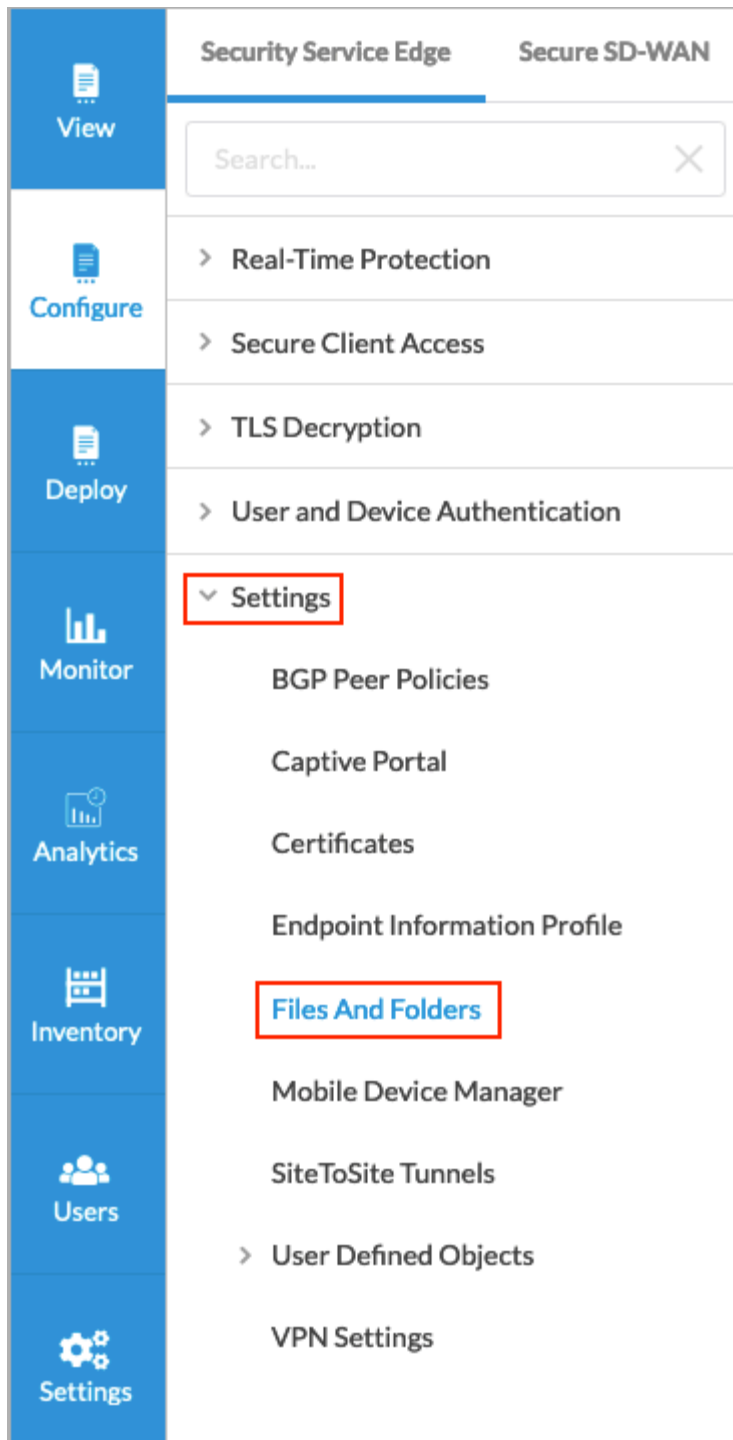 View
Configure
Deploy
Monitor
Analytics
Inventory
Users
Settings
Security Service Edge
Secure SD-WAN
Search...
Real-Time Protection
Secure Client Access
TLS Decryption
User and Device Authentication
Settings
BGP Peer Policies
Captive Portal
Certificates
Endpoint Information Profile
Files And Folders
Mobile Device Manager
SiteToSite Tunnels
User Defined Objects
VPN Settings